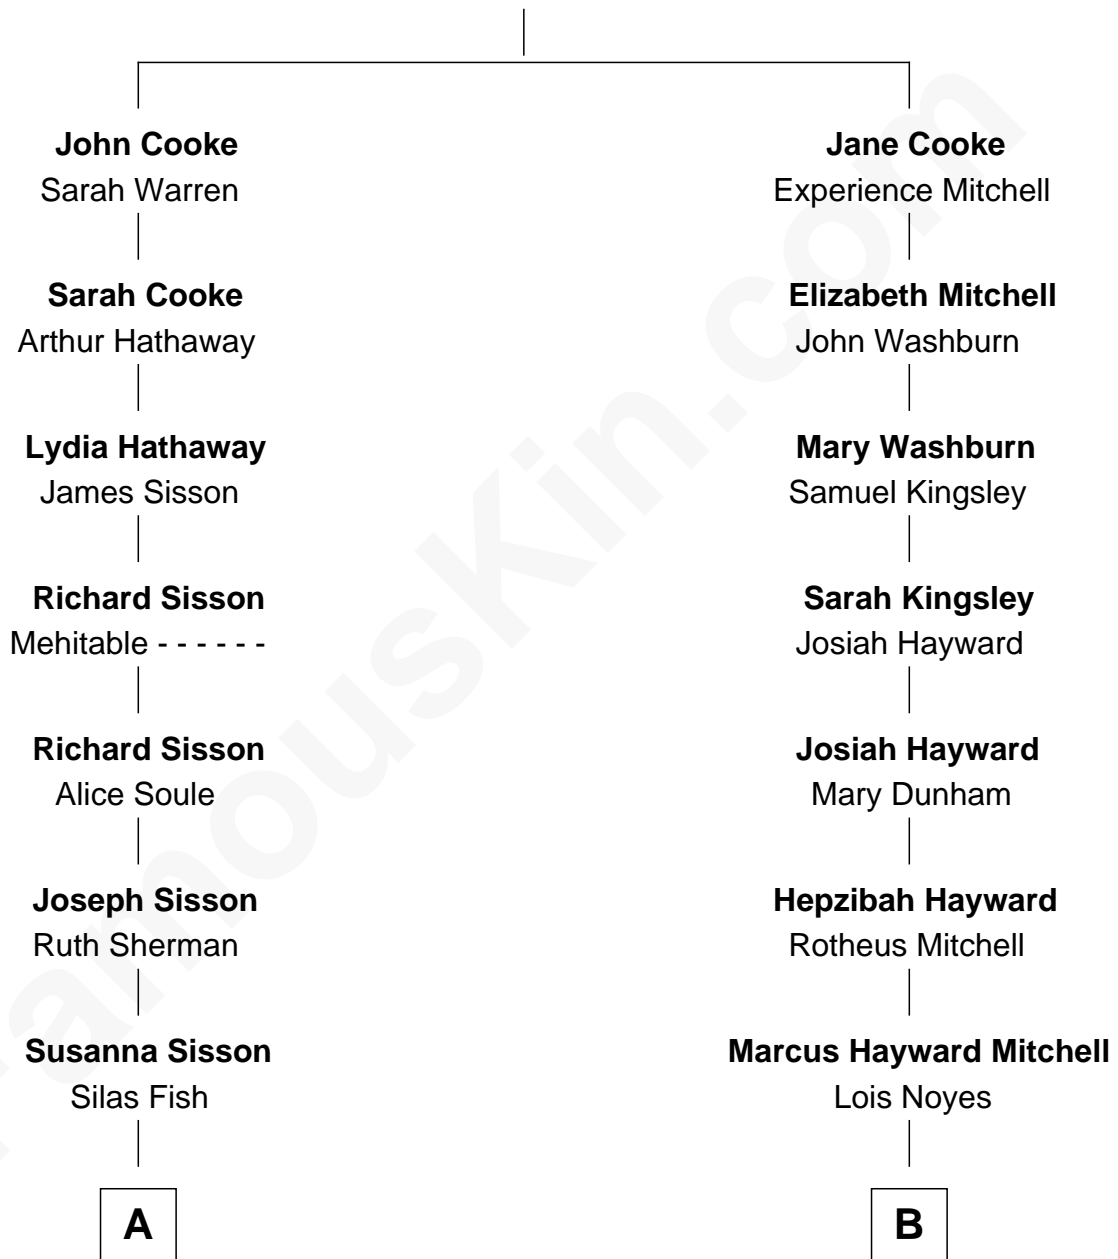 John Cooke
Sarah Warren
Jane Cooke
Experience Mitchell
Sarah Cooke
Arthur Hathaway
Elizabeth Mitchell
John Washburn
Lydia Hathaway
James Sisson
Mary Washburn
Samuel Kingsley
Richard Sisson
Mehitable - - - - - -
Sarah Kingsley
Josiah Hayward
Richard Sisson
Alice Soule
Josiah Hayward
Mary Dunham
Joseph Sisson
Ruth Sherman
Hepzibah Hayward
Rotheus Mitchell
Susanna Sisson
Silas Fish
Marcus Hayward Mitchell
Lois Noyes
A
B
FamousKin.com